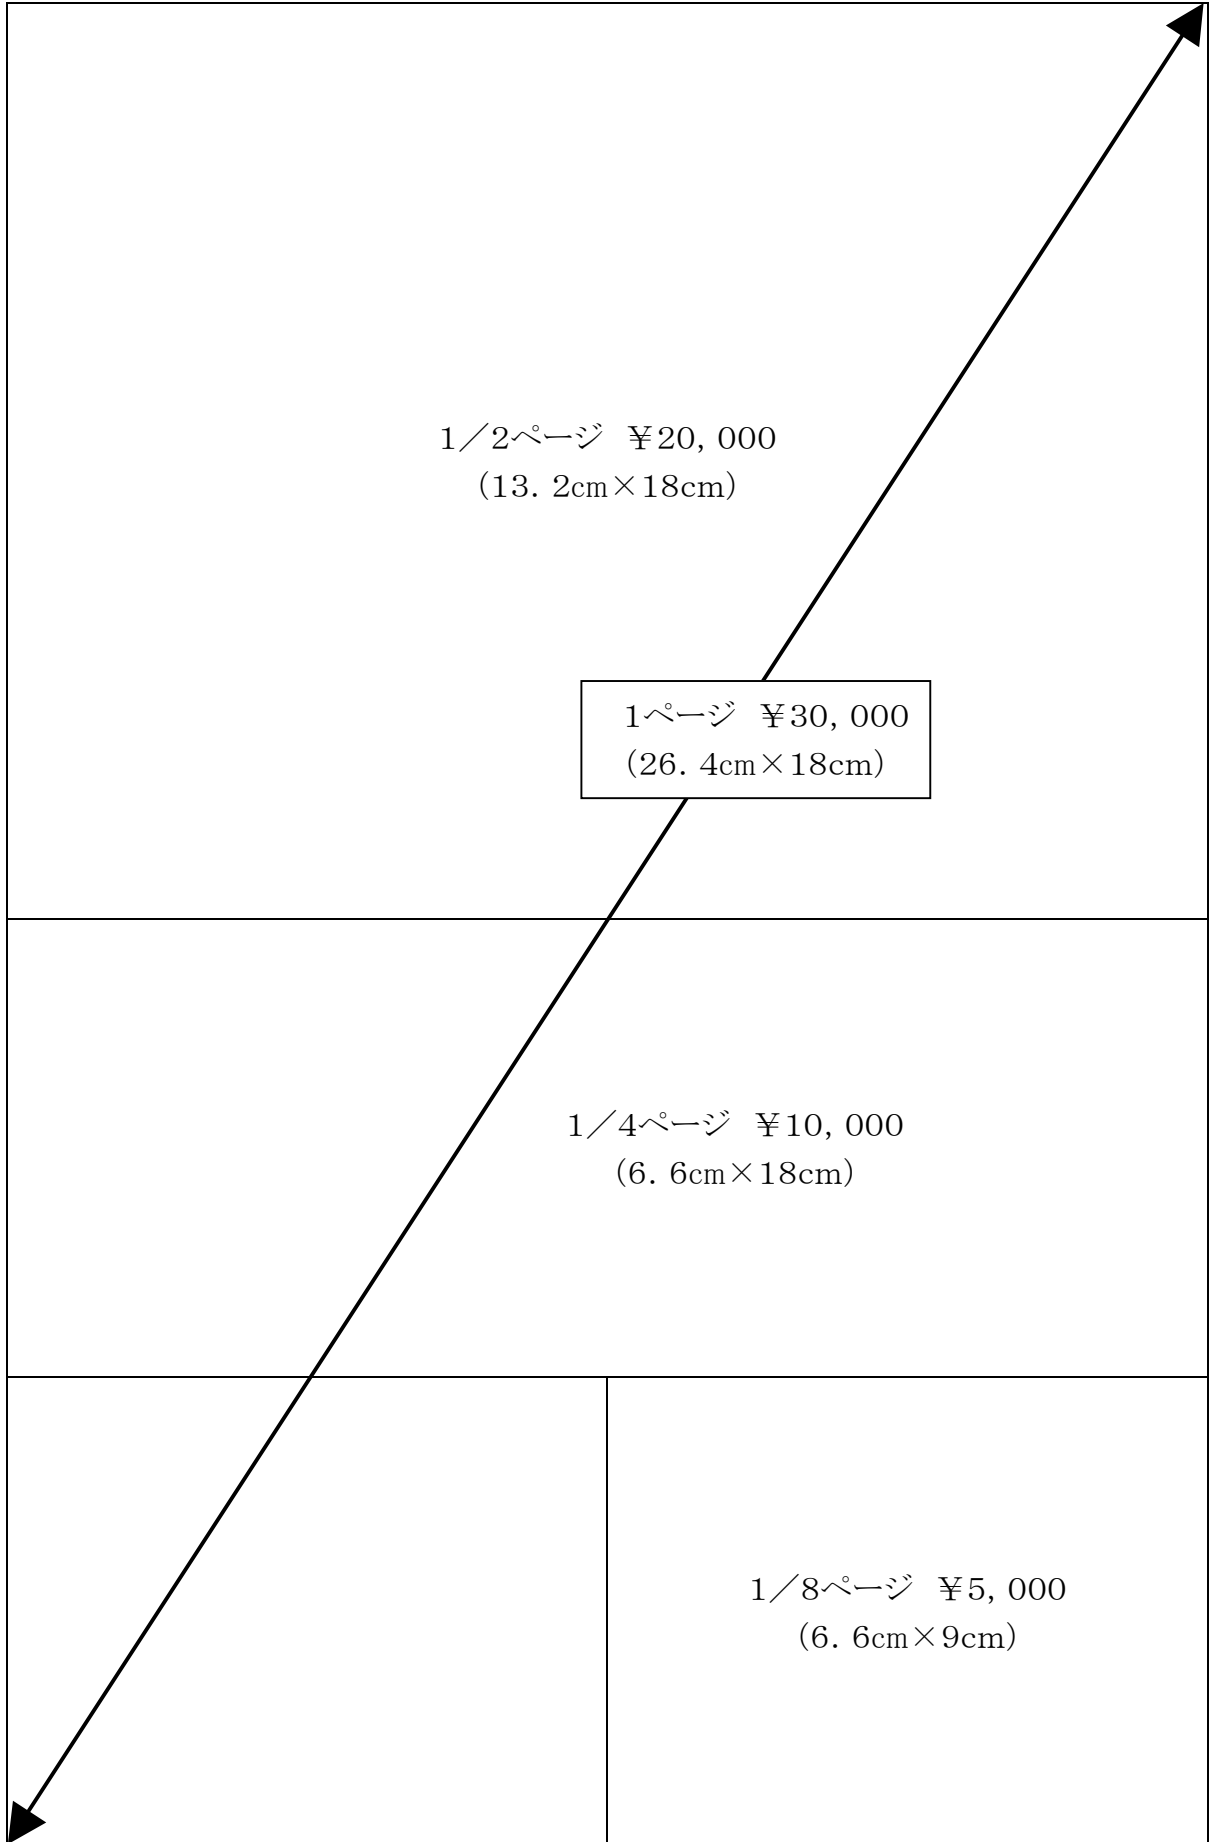 1／2ページ　￥20，000
（13．2㎝×18cm）
1ページ　￥30，000
（26．4㎝×18cm）
1／4ページ　￥10，000
（6．6㎝×18cm）
1／8ページ　￥5，000
（6．6㎝×9cm）